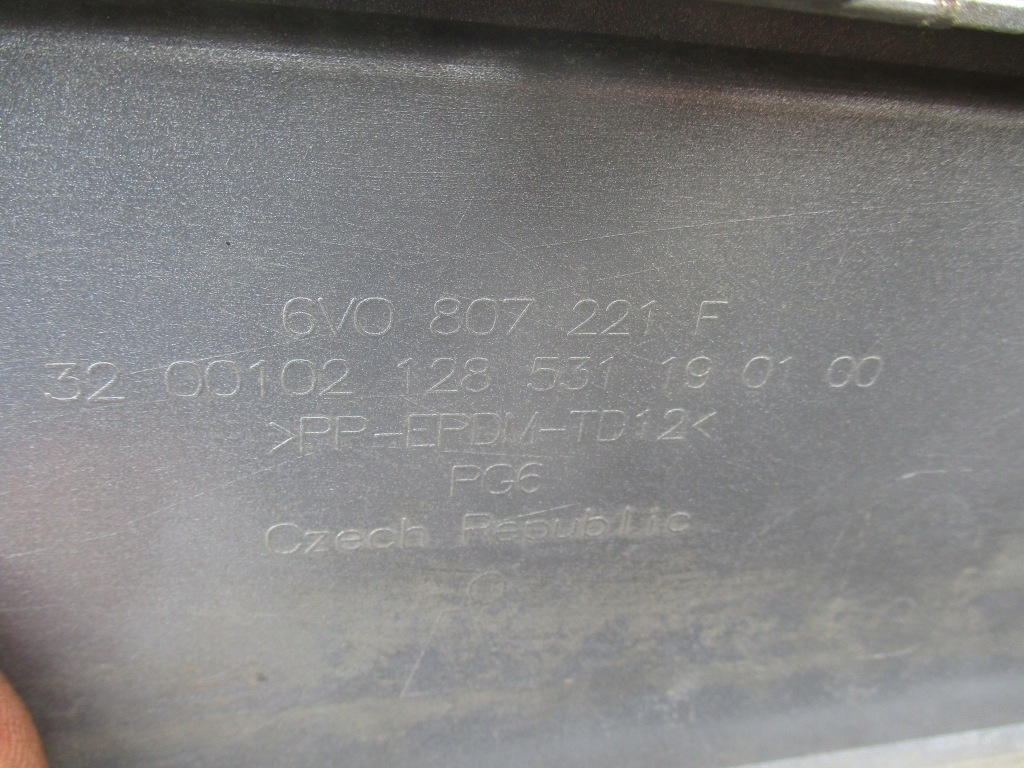 6V0 807 221 F
32 00102 128 531 19 01 00
>PP-EPDM-TD12<
PG6
Czech Republic